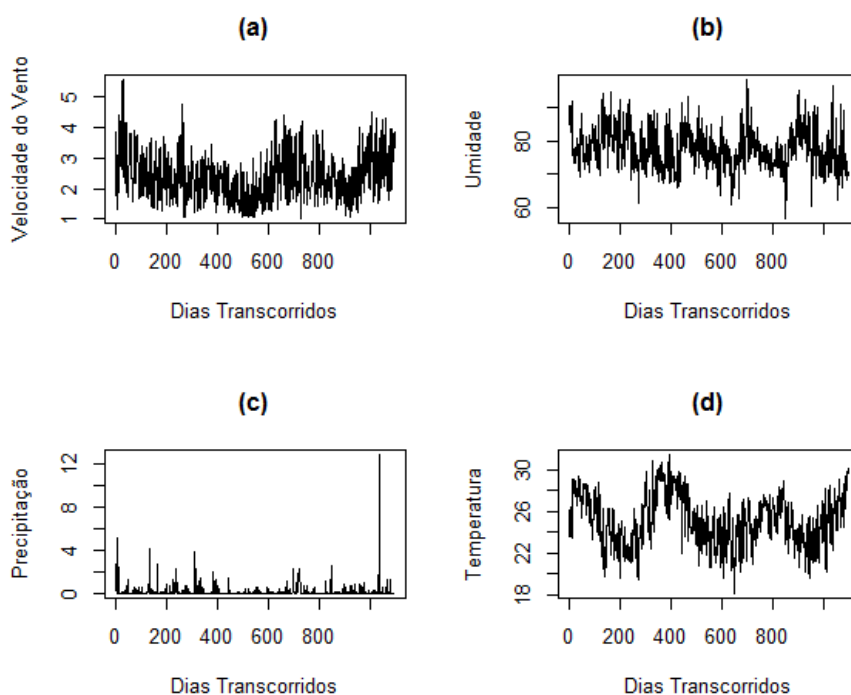 (a)
Velocidade do Vento
5
4
3
2
1
0 200 400 600 800
Dias Transcorridos
(b)
Umidade
80
60
0 200 400 600 800
Dias Transcorridos
(c)
Precipitação
12
8
4
0
0 200 400 600 800
Dias Transcorridos
(d)
Temperatura
30
26
22
18
0 200 400 600 800
Dias Transcorridos